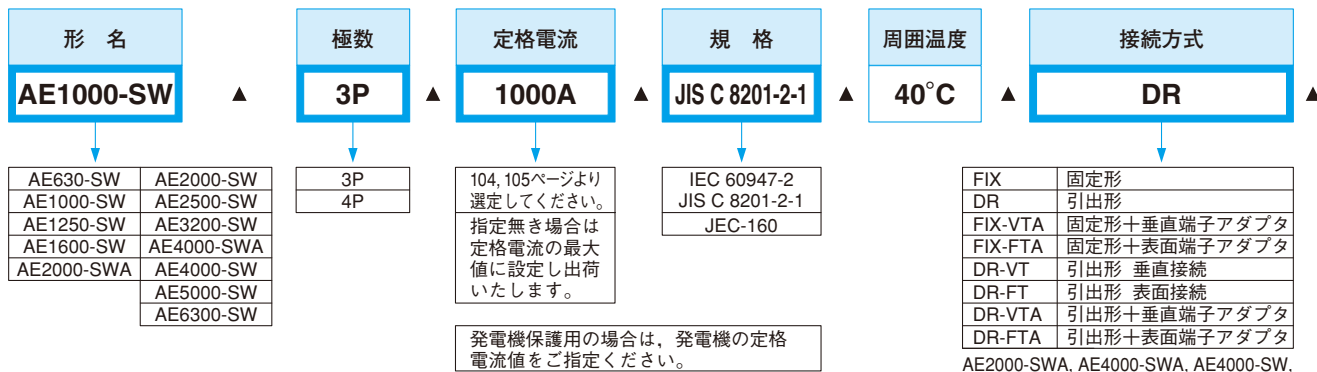 形 名
極数
定格電流
規 格
周囲温度
接続方式
AE1000-SW ▲ 3P ▲ 1000A ▲ JIS C 8201-2-1 ▲ 40°C ▲ DR ▲
AE630-SW AE2000-SW
AE1000-SW AE2500-SW
AE1250-SW AE3200-SW
AE1600-SW AE4000-SWA
AE2000-SWA AE4000-SW
AE5000-SW
AE6300-SW
3P
4P
104, 105ページより
選定してください。
指定無き場合は
定格電流の最大
値に設定し出荷
いたします。
発電機保護用の場合は，発電機の定格
電流値をご指定ください。
IEC 60947-2
JIS C 8201-2-1
JEC-160
FIX 固定形
DR 引出形
FIX-VTA 固定形＋垂直端子アダプタ
FIX-FTA 固定形＋表面端子アダプタ
DR-VT 引出形 垂直接続
DR-FT 引出形 表面接続
DR-VTA 引出形＋垂直端子アダプタ
DR-FTA 引出形＋表面端子アダプタ
AE2000-SWA, AE4000-SWA, AE4000-SW,